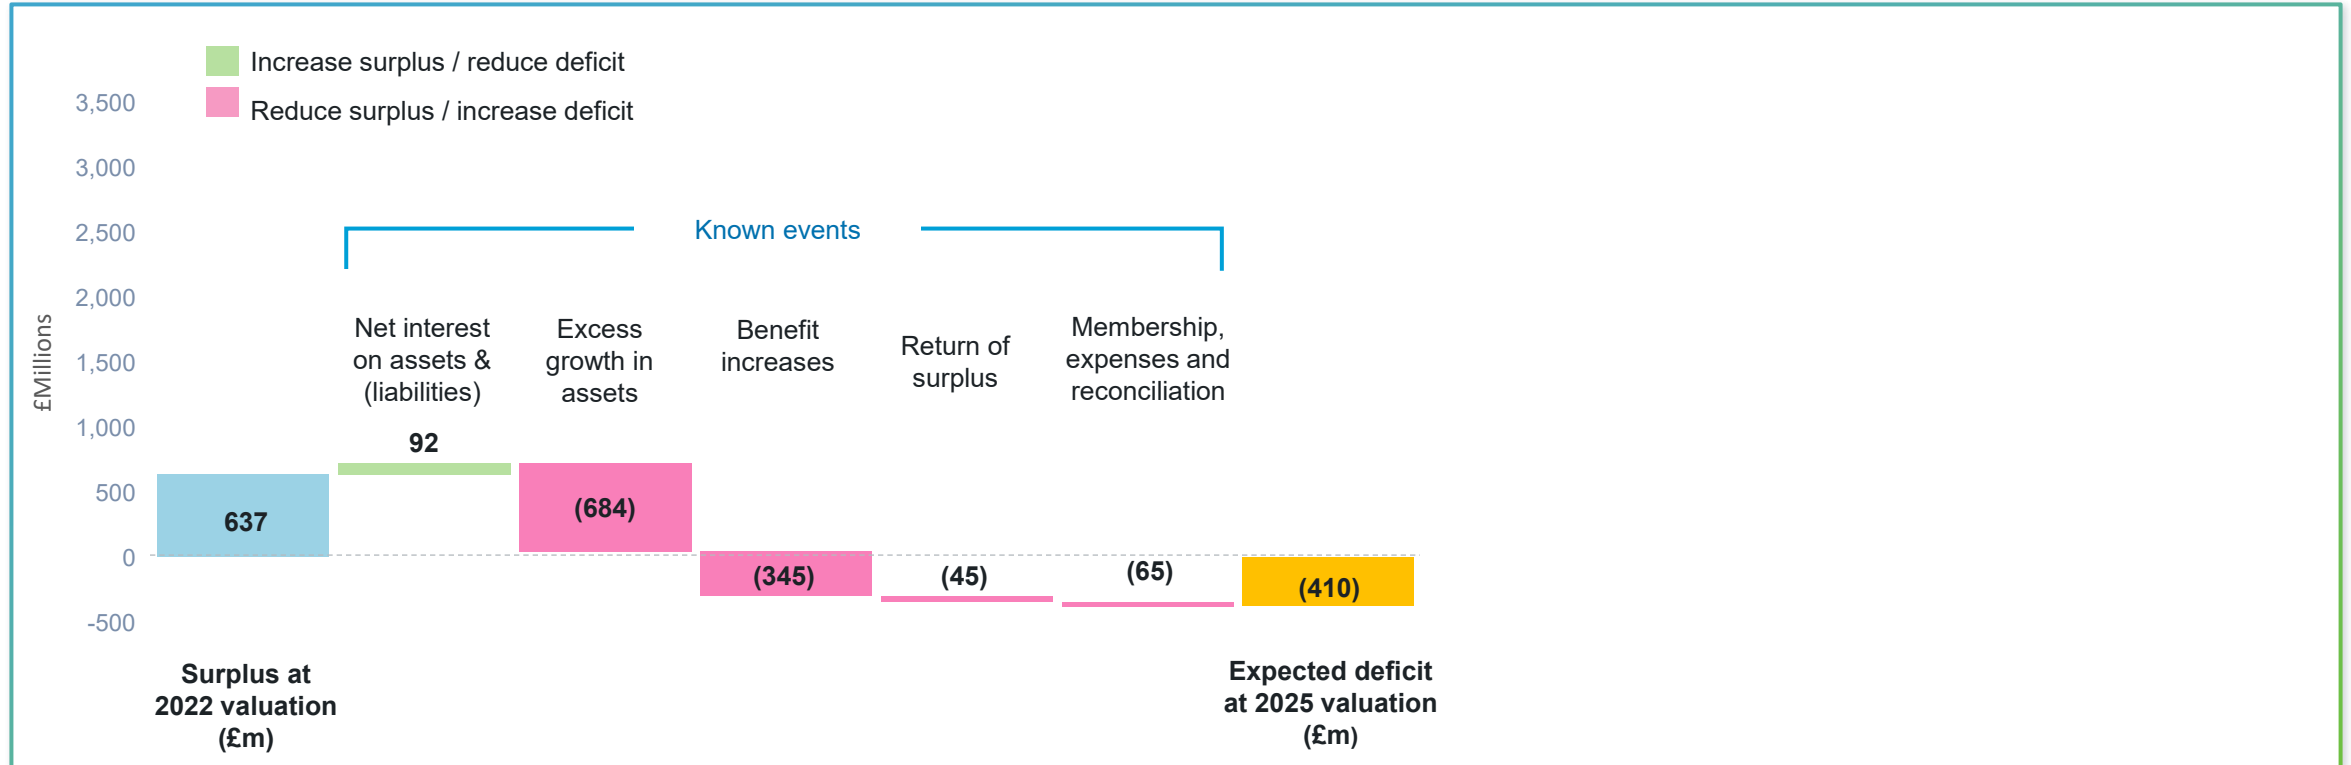 Increase surplus / reduce deficit
Reduce surplus / increase deficit
3,500
3,000
2,500
2,000
1,500
1,000
500
0
-500
£Millions
Known events
Net interest
on assets &
(liabilities)
Excess
growth in
assets
Benefit
increases
Return of
surplus
Membership,
expenses and
reconciliation
637
92
(684)
(345)
(45)
(65)
(410)
Surplus at
2022 valuation
(£m)
Expected deficit
at 2025 valuation
(£m)